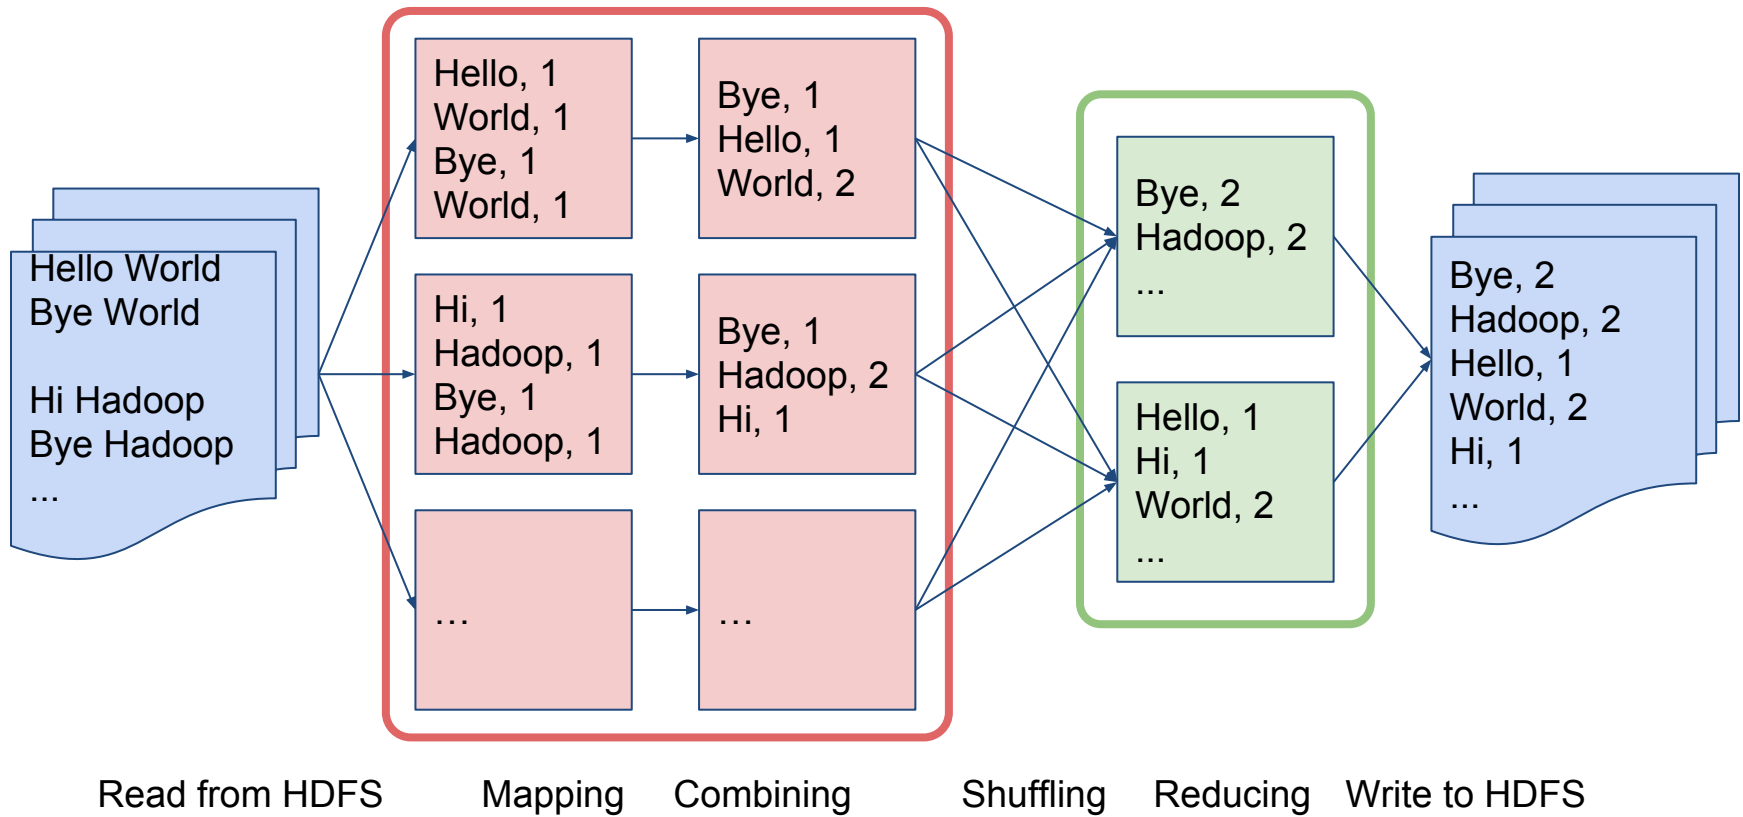 Hello World
Bye World
Hi Hadoop
Bye Hadoop
...
Hello, 1
World, 1
Bye, 1
World, 1
Hi, 1
Hadoop, 1
Bye, 1
Hadoop, 1
...
Bye, 1
Hello, 1
World, 2
Bye, 1
Hadoop, 2
Hi, 1
...
Bye, 2
Hadoop, 2
...
Hello, 1
Hi, 1
World, 2
...
Bye, 2
Hadoop, 2
Hello, 1
World, 2
Hi, 1
...
Read from HDFS
Mapping
Combining
Shuffling
Reducing
Write to HDFS